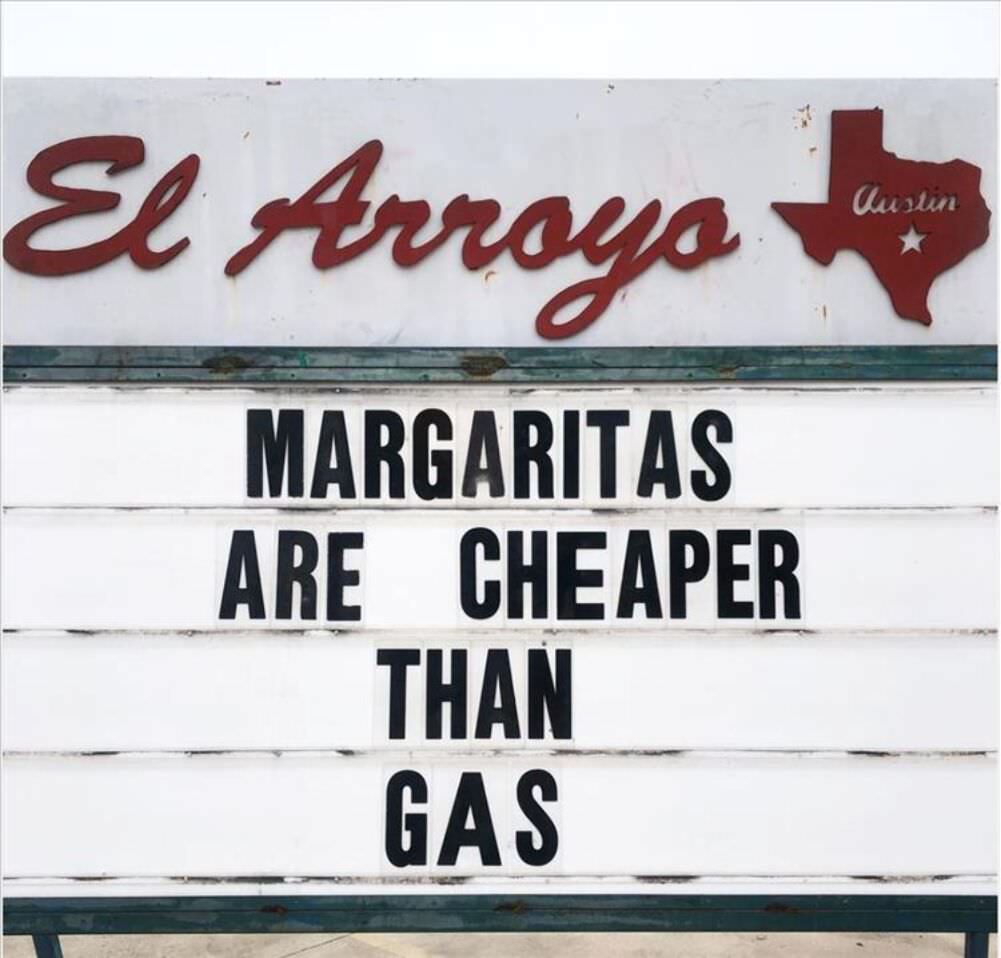 El Arroyo
Austin
MARGARITAS
ARE CHEAPER
THAN
GAS